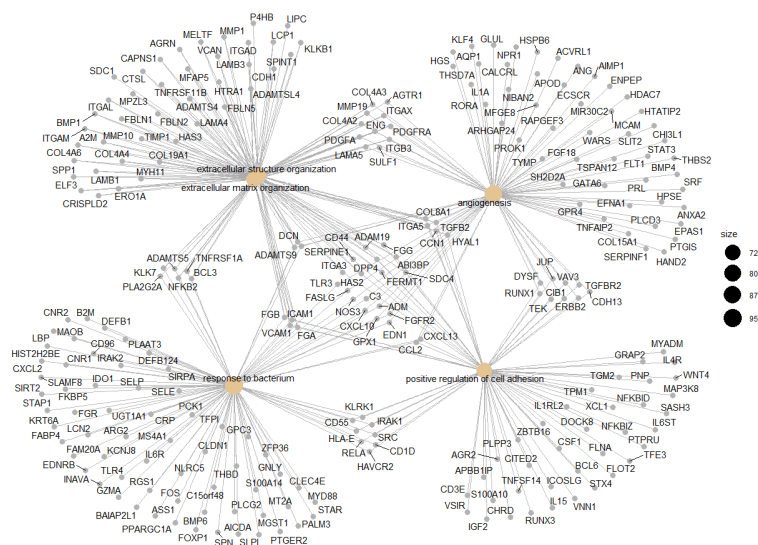 P4HB
LIPC
MELTF
MMP1
AGRN
VCAN
ITGAD
LCP1
KLKB1
CAPNS1
LAMB3
SPINT1
SDC1
CTSL
MFAP5
HTRA1
CDH1
TNFRSF11B
ADAMTSL4
ITGAL
MPZL3
ADAMTS4
FBLN5
BMP1
FBLN1
FBLN2
LAMA4
ITGAM
A2M
MMP10
TIMP1
HAS3
COL4A6
COL4A4
COL19A1
SPP1
MYH11
ELF3
LAMB1
ERO1A
CRISPLD2
extracellular structure organization
extracellular matrix organization
COL4A3
AGTR1
MMP19
ITGAX
COL4A2
ENG
PDGFRA
PDGFA
ITGB3
LAMA5
SULF1
KLF4
GLUL
HSPB6
AQP1
NPR1
ACVRL1
HGS
CALCRL
ANG
AIMP1
THSD7A
APOD
ENPEP
IL1A
NIBAN2
ECSCR
HDAC7
RORA
MFGE8
MIR30C2
RAPGEF3
HTATIP2
ARHGAP24
MCAM
PROK1
WARS
SLIT2
CHI3L1
TYMP
FGF18
STAT3
FLT1
THBS2
TSPAN12
BMP4
SH2D2A
GATA6
SRF
PRL
HPSE
angiogenesis
EFNA1
GPR4
ANXA2
PLCD3
EPAS1
TNFAIP2
PTGIS
COL15A1
SERPINF1
HAND2
COL8A1
ITGA5
TGFB2
CCN1
HYAL1
DCN
CD44
ADAM19
ADAMTS9
SERPINE1
FGG
ABI3BP
ITGA3
DPP4
SDC4
TLR3
HAS2
FERMT1
FASLG
C3
NOS3
ADM
FGB
ICAM1
FGFR2
CXCL10
VCAM1
FGA
EDN1
CXCL13
GPX1
CCL2
ADAMTS5
TNFRSF1A
KLK7
BCL3
PLA2G2A
NFKB2
JUP
DYSF
VAV3
TGFBR2
RUNX1
CIB1
CDH13
TEK
ERBB2
size
72
80
87
95
CNR2
B2M
DEFB1
LBP
MAOB
CD96
PLAAT3
HIST2H2BE
CNR1
IRAK2
DEFB124
CXCL2
SIRPA
SLAMF8
IDO1
SELP
SIRT2
FKBP5
SELE
response to bacterium
STAP1
PCK1
KRT6A
FGR
UGT1A1
TFPI
CRP
FABP4
LCN2
ARG2
GPC3
MS4A1
FAM20A
KCNJ8
CLDN1
ZFP36
EDNRB
IL6R
TLR4
NLRC5
GNLY
INAVA
THBD
CLEC4E
GZMA
RGS1
S100A14
FOS
C15orf48
MYD88
BAIAP2L1
MT2A
ASS1
PLCG2
STAR
PPARGC1A
BMP6
AICDA
MGST1
PALM3
FOXP1
SPN
SLPI
PTGER2
KLRK1
CD55
IRAK1
HLA-E
SRC
RELA
CD1D
HAVCR2
positive regulation of cell adhesion
MYADM
GRAP2
IL4R
TGM2
PNP
WNT4
MAP3K8
TPM1
NFKBID
SASH3
IL1RL2
XCL1
IL6ST
DOCK8
NFKBIZ
ZBTB16
PTPRU
CSF1
FLNA
TFE3
PLPP3
AGR2
CITED2
BCL6
FLOT2
APBB1IP
ICOSLG
STX4
CD3E
TNFSF14
S100A10
IL15
VNN1
VSIR
CHRD
RUNX3
IGF2